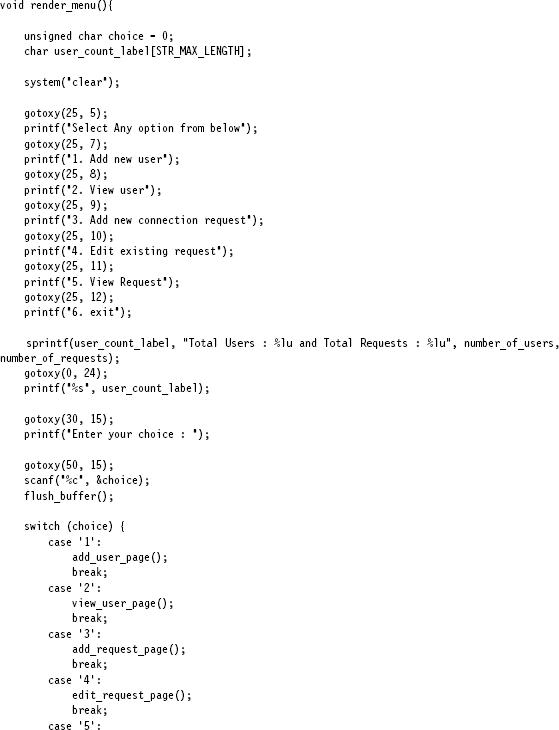 void render_menu(){
unsigned char choice = 0;
char user_count_label[STR_MAX_LENGTH];
system("clear");
gotoxy(25, 5);
printf("Select Any option from below");
gotoxy(25, 7);
printf("1. Add new user");
gotoxy(25, 8);
printf("2. View user");
gotoxy(25, 9);
printf("3. Add new connection request");
gotoxy(25, 10);
printf("4. Edit existing request");
gotoxy(25, 11);
printf("5. View Request");
gotoxy(25, 12);
printf("6. exit");
sprintf(user_count_label, "Total Users : %lu and Total Requests : %lu", number_of_users,
number_of_requests);
gotoxy(0, 24);
printf("%s", user_count_label);
gotoxy(30, 15);
printf("Enter your choice : ");
gotoxy(50, 15);
scanf("%c", &choice);
flush_buffer();
switch (choice) {
case '1':
add_user_page();
break;
case '2':
view_user_page();
break;
case '3':
add_request_page();
break;
case '4':
edit_request_page();
break;
case '5':